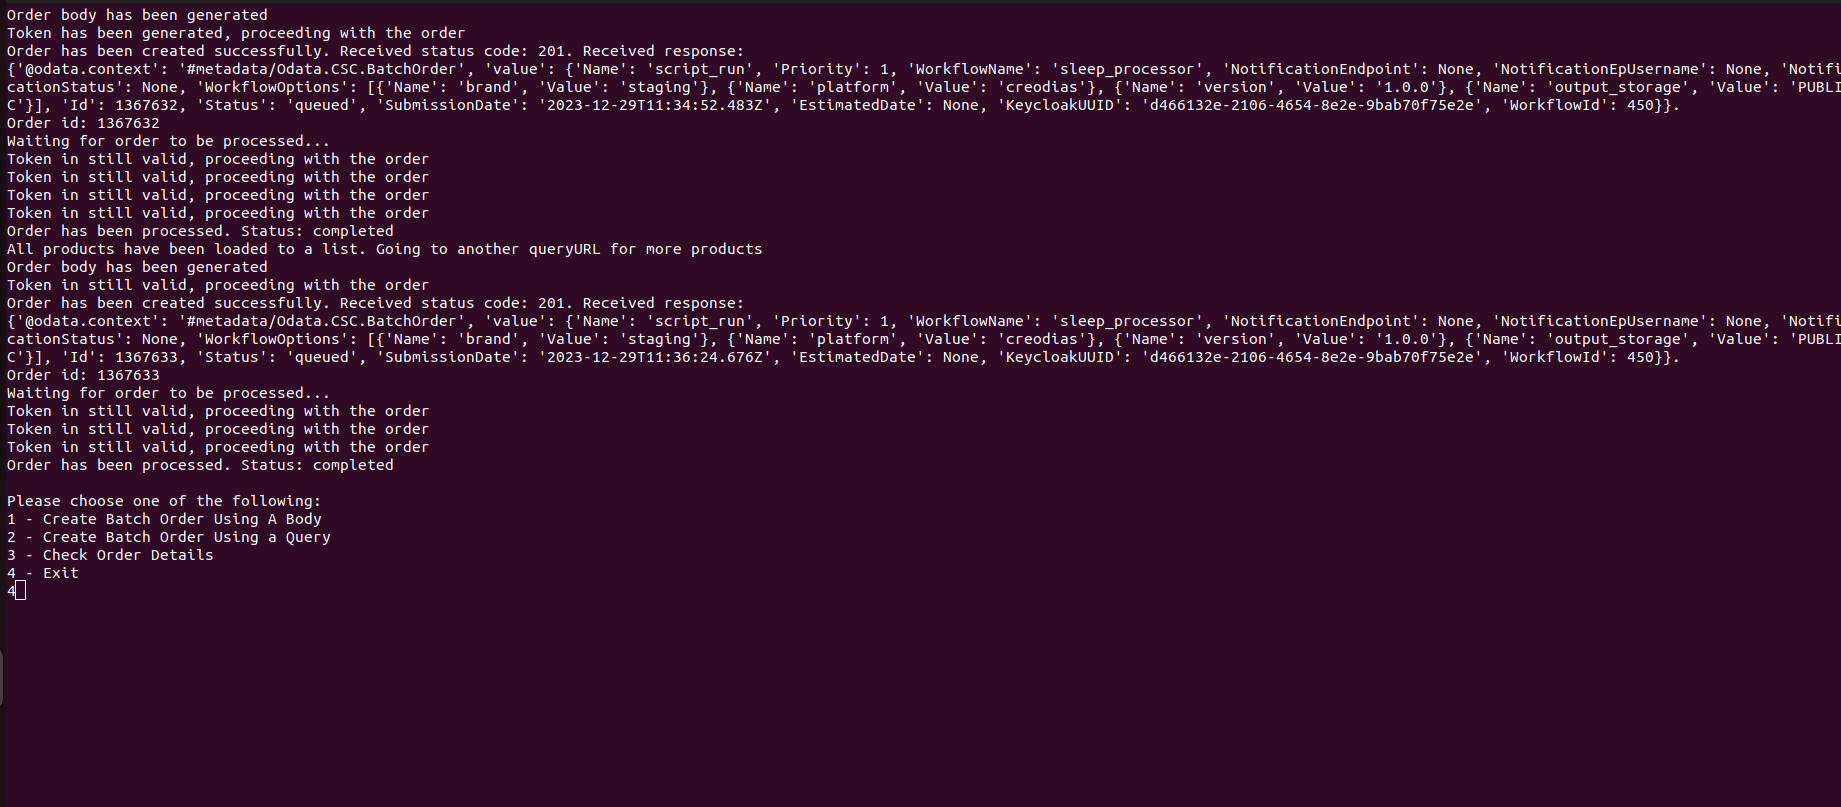 Order body has been generated
Token has been generated, proceeding with the order
Order has been created successfully. Received status code: 201. Received response:
{'@odata.context': '#metadata/Odata.CSC.BatchOrder', 'value': {'Name': 'script_run', 'Priority': 1, 'WorkflowName': 'sleep_processor', 'NotificationEndpoint': None, 'NotificationEpUsername': None, 'Notifi
cationStatus': None, 'WorkflowOptions': [{'Name': 'brand', 'Value': 'staging'}, {'Name': 'platform', 'Value': 'creodias'}, {'Name': 'version', 'Value': '1.0.0'}, {'Name': 'output_storage', 'Value': 'PUBLI
C'}], 'Id': 1367632, 'Status': 'queued', 'SubmissionDate': '2023-12-29T11:34:52.483Z', 'EstimatedDate': None, 'KeycloakUUID': 'd466132e-2106-4654-8e2e-9bab70f75e2e', 'WorkflowId': 450}}.
Order id: 1367632
Waiting for order to be processed...
Token in still valid, proceeding with the order
Token in still valid, proceeding with the order
Token in still valid, proceeding with the order
Token in still valid, proceeding with the order
Order has been processed. Status: completed
All products have been loaded to a list. Going to another queryURL for more products
Order body has been generated
Token in still valid, proceeding with the order
Order has been created successfully. Received status code: 201. Received response:
{'@odata.context': '#metadata/Odata.CSC.BatchOrder', 'value': {'Name': 'script_run', 'Priority': 1, 'WorkflowName': 'sleep_processor', 'NotificationEndpoint': None, 'NotificationEpUsername': None, 'Notifi
cationStatus': None, 'WorkflowOptions': [{'Name': 'brand', 'Value': 'staging'}, {'Name': 'platform', 'Value': 'creodias'}, {'Name': 'version', 'Value': '1.0.0'}, {'Name': 'output_storage', 'Value': 'PUBLI
C'}], 'Id': 1367633, 'Status': 'queued', 'SubmissionDate': '2023-12-29T11:36:24.676Z', 'EstimatedDate': None, 'KeycloakUUID': 'd466132e-2106-4654-8e2e-9bab70f75e2e', 'WorkflowId': 450}}.
Order id: 1367633
Waiting for order to be processed...
Token in still valid, proceeding with the order
Token in still valid, proceeding with the order
Token in still valid, proceeding with the order
Order has been processed. Status: completed
Please choose one of the following:
1 - Create Batch Order Using A Body
2 - Create Batch Order Using a Query
3 - Check Order Details
4 - Exit
4